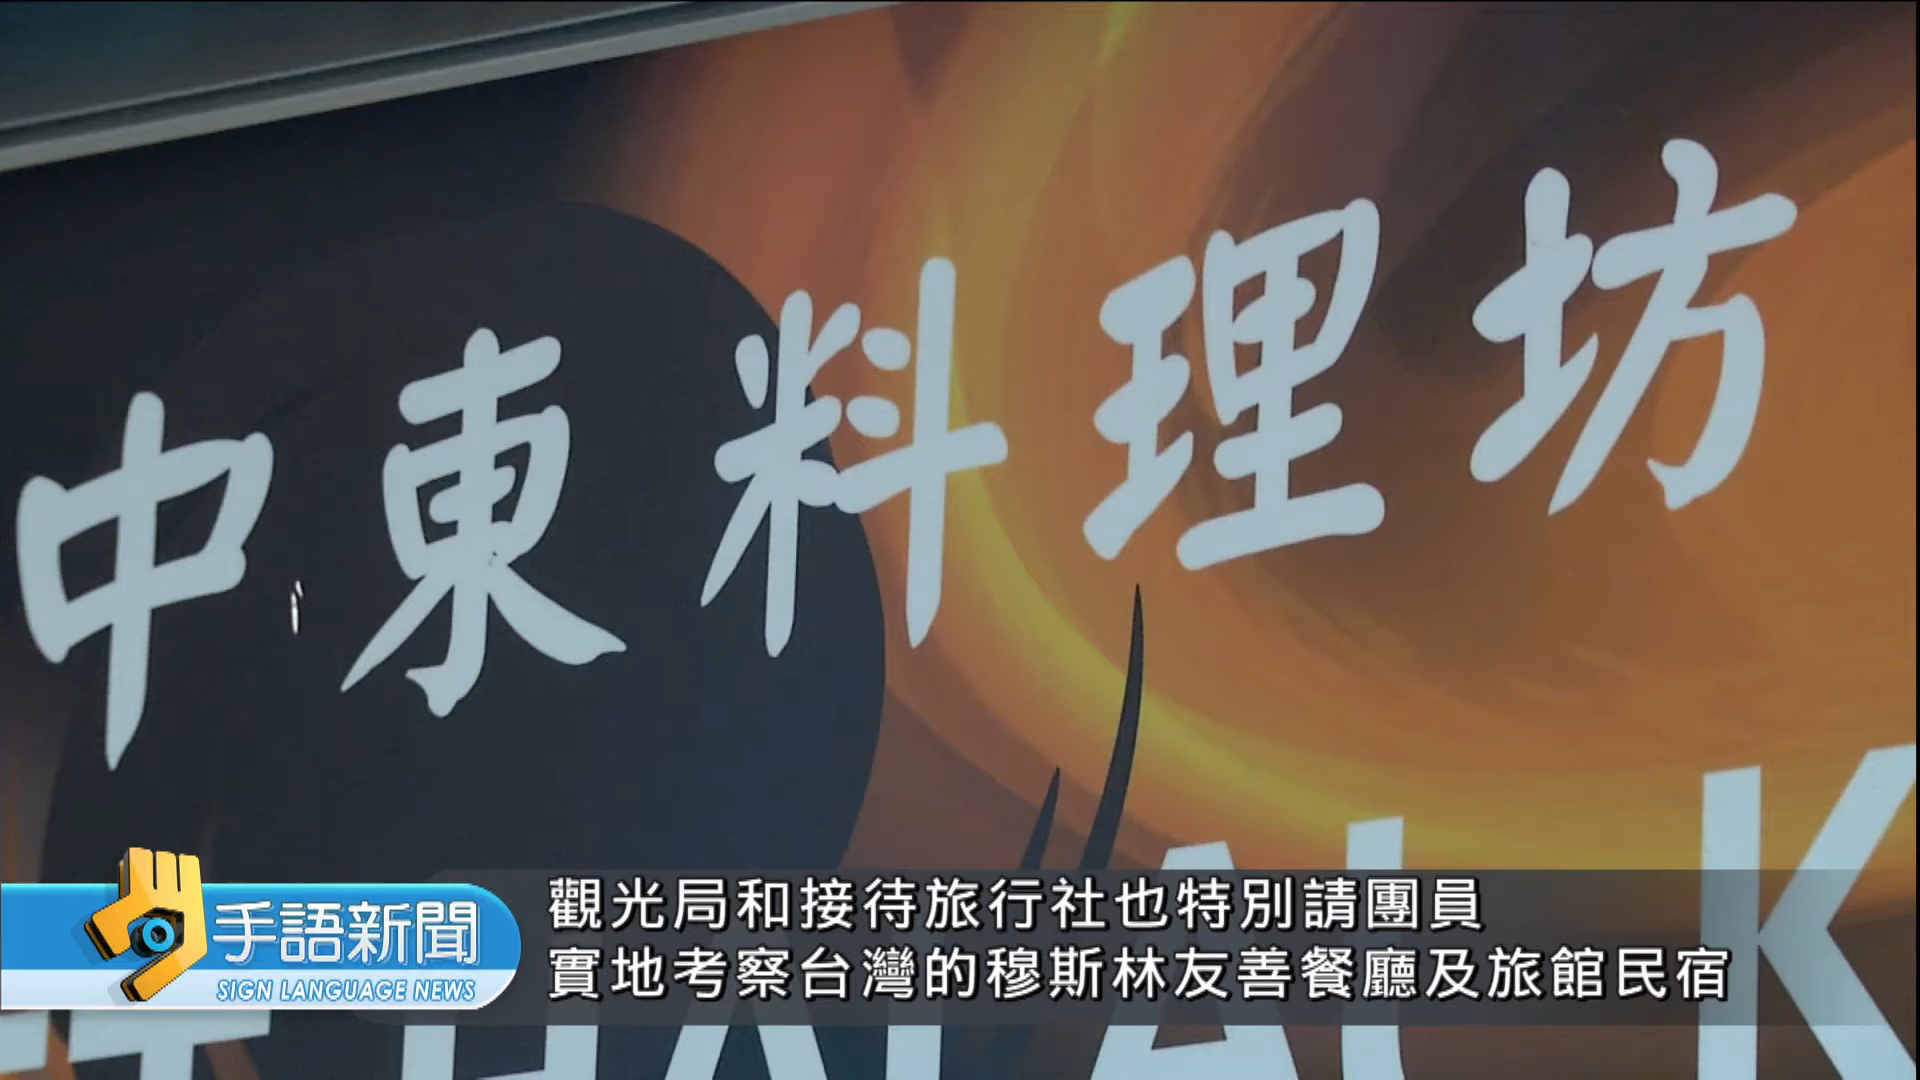 中東料理坊
手語新聞
SIGN LANGUAGE NEWS
觀光局和接待旅行社也特別請團員
實地考察台灣的穆斯林友善餐廳及旅館民宿